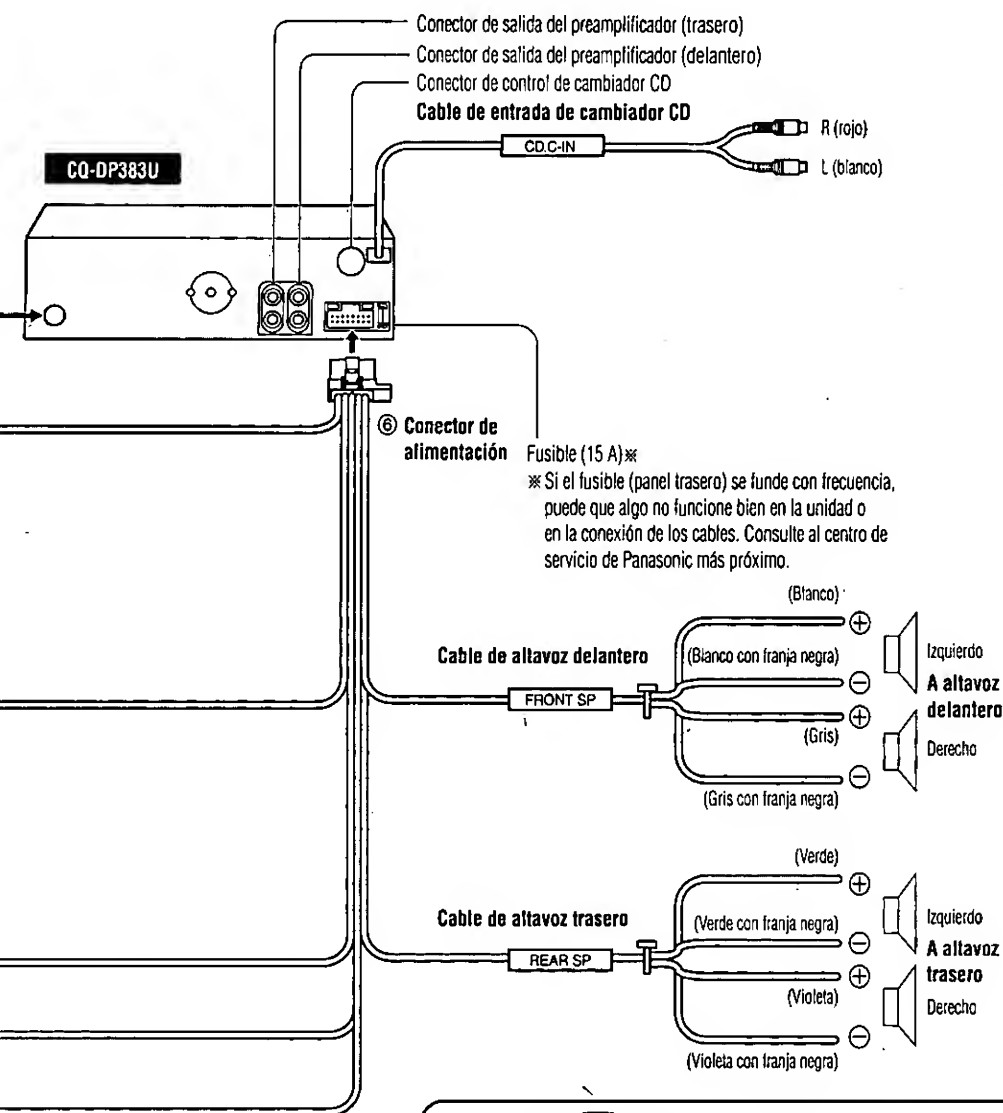 Conector de salida del preamplificador (trasero)
Conector de salida del preamplificador (delantero)
Conector de control de cambiador CD
Cable de entrada de cambiador CD
CD.C-IN
R (rojo)
L (blanco)
CQ-DP383U
⑥ Conector de
alimentación
Fusible (15 A)※
※ Si el fusible (panel trasero) se funde con frecuencia,
puede que algo no funcione bien en la unidad o
en la conexión de los cables. Consulte al centro de
servicio de Panasonic más próximo.
Cable de altavoz delantero
FRONT SP
(Blanco)
⊕
(Blanco con franja negra)
⊖
Izquierdo
A altavoz
delantero
⊕
(Gris)
Derecho
⊖
(Gris con franja negra)
Cable de altavoz trasero
REAR SP
(Verde)
⊕
(Verde con franja negra)
⊖
Izquierdo
A altavoz
trasero
⊕
(Violeta)
Derecho
⊖
(Violeta con franja negra)